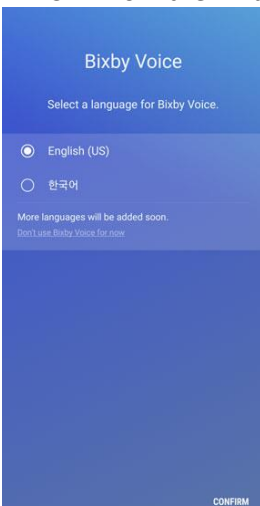 Bixby Voice
Select a language for Bixby Voice.
English (US)
한국어
More languages will be added soon.
Don't use Bixby Voice for now
CONFIRM